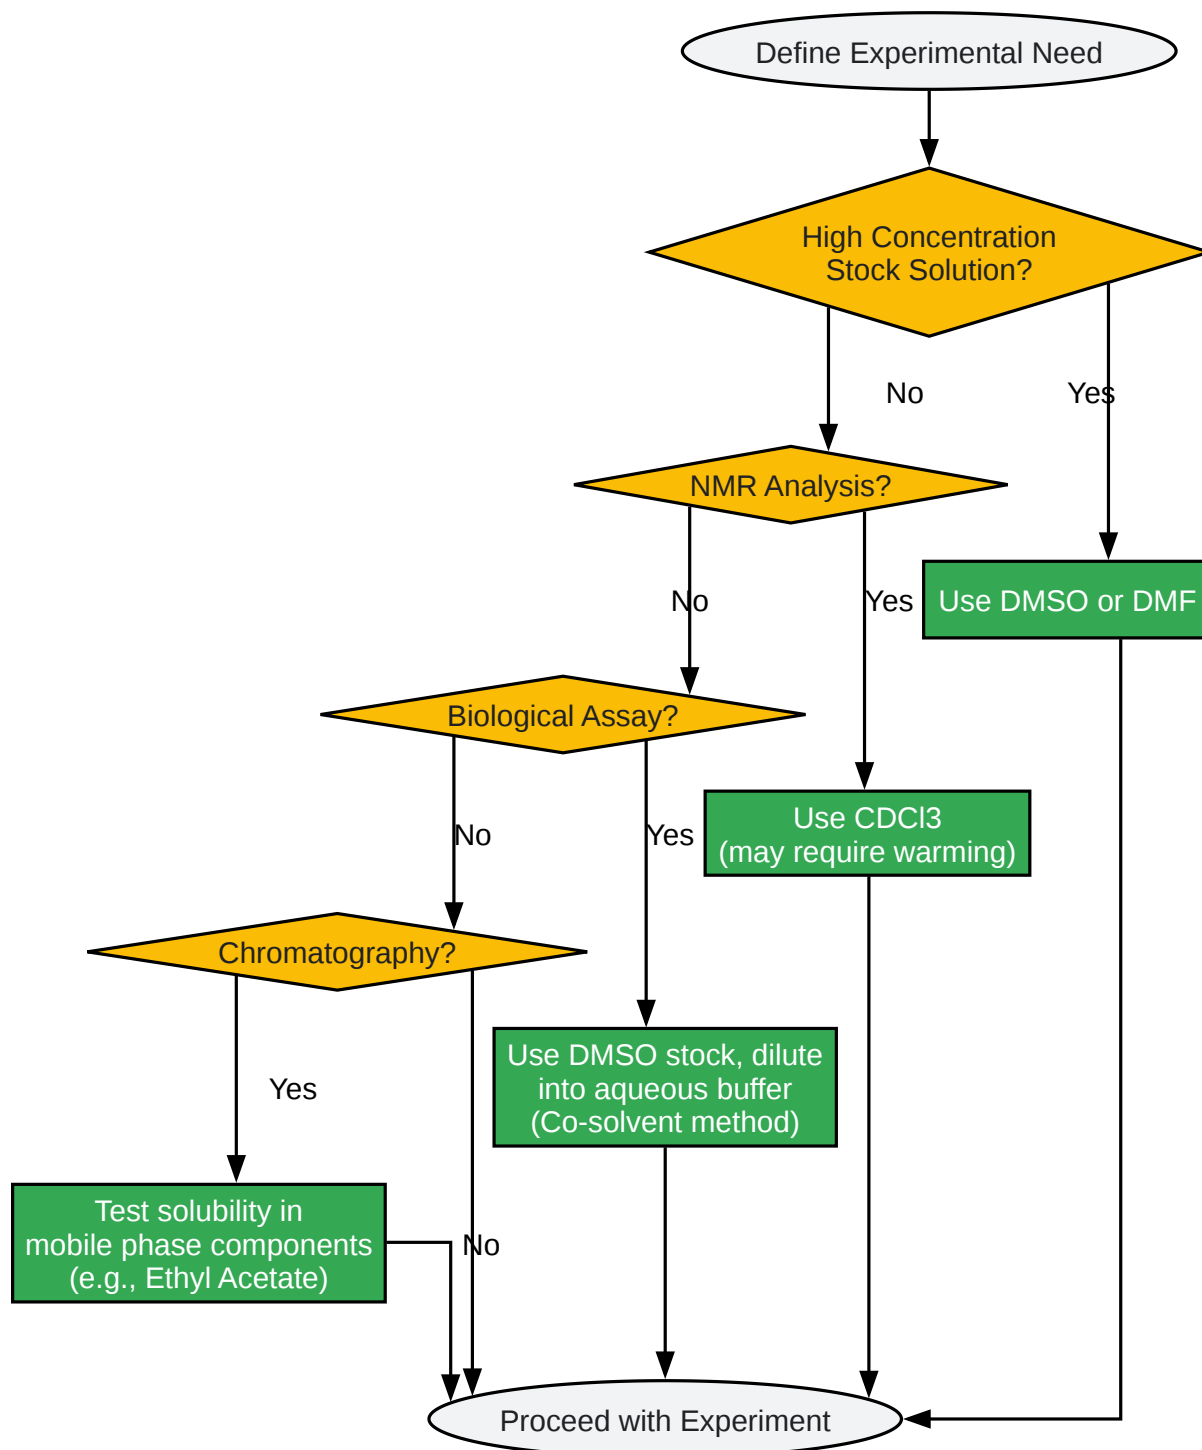 Define Experimental Need
High Concentration
Stock Solution?
No
Yes
NMR Analysis?
No
Yes
Use DMSO or DMF
Biological Assay?
No
Yes
Use CDCl3
(may require warming)
Chromatography?
Yes
Use DMSO stock, dilute
into aqueous buffer
(Co-solvent method)
Test solubility in
mobile phase components
(e.g., Ethyl Acetate)
No
Proceed with Experiment